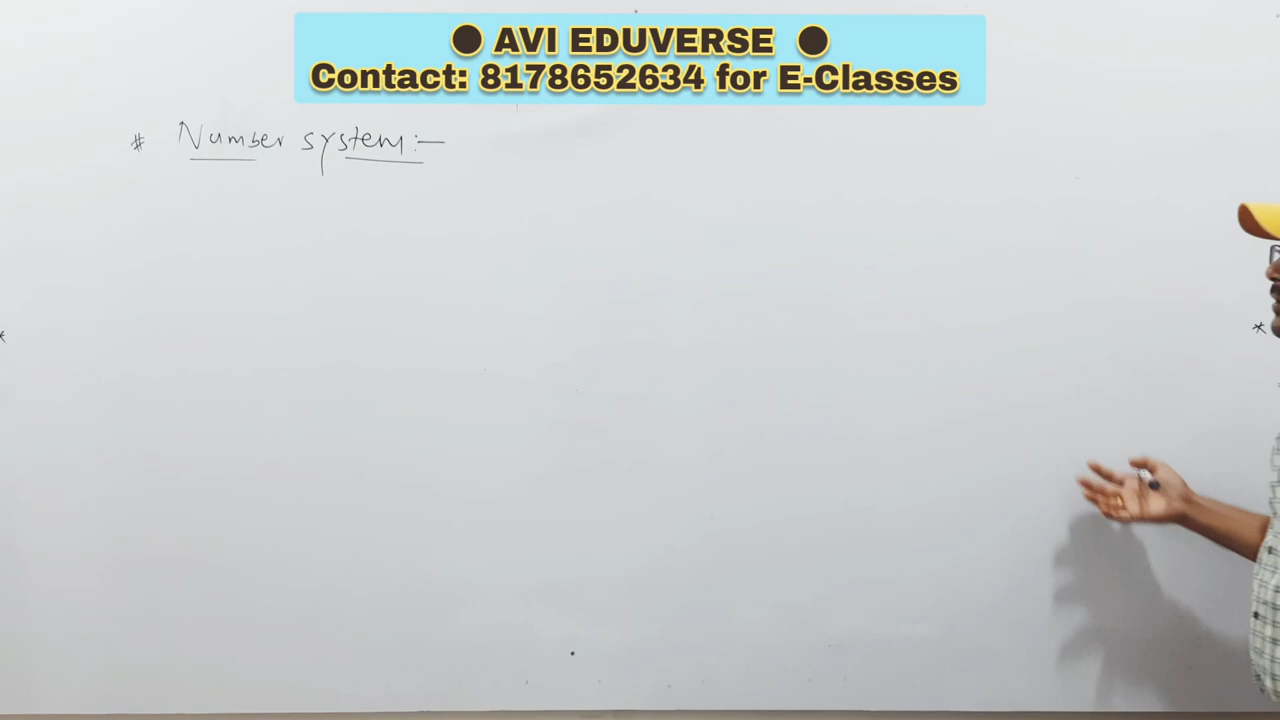 ● AVI EDUVERSE ●
Contact: 8178652634 for E-Classes
# Number system:-
*
*